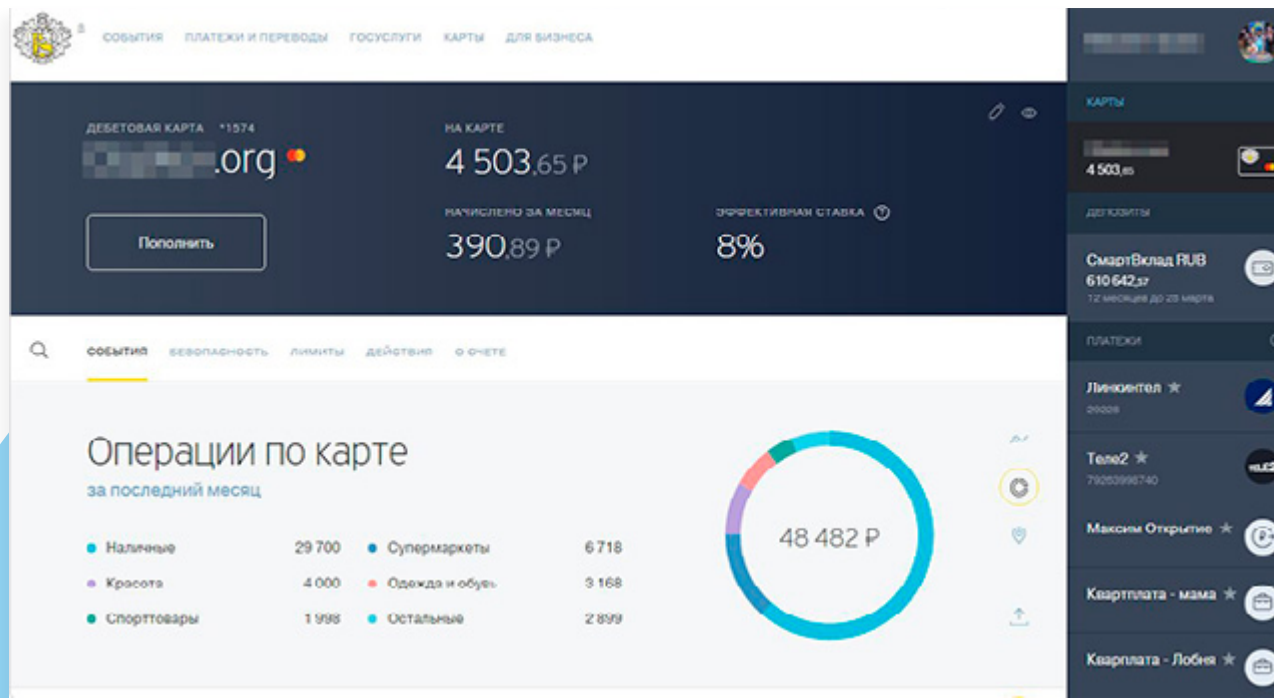 СОБЫТИЯ ПЛАТЕЖИ И ПЕРЕВОДЫ ГОСУСЛУГИ КАРТЫ ДЛЯ БИЗНЕСА
ДЕБЕТОВАЯ КАРТА *1574
.org
Пополнить
НА КАРТЕ
4 503,65 ₽
НАЧИСЛЕНО ЗА МЕСЯЦ
390,89 ₽
ЭФФЕКТИВНАЯ СТАВКА ?
8%
СОБЫТИЯ БЕЗОПАСНОСТЬ ЛИМИТЫ ДЕЙСТВИЯ О СЧЕТЕ
Операции по карте
за последний месяц
Наличные 29 700 Супермаркеты 6 718
Красота 4 000 Одежда и обувь 3 168
Спорттовары 1 998 Остальные 2 899
48 482 ₽
КАРТЫ
4 503,65
ДЕПОЗИТЫ
СмартВклад RUB
610 642,57
12 месяцев до 25 марта
ПЛАТЕЖИ
Линкинтел
Теле2
79263998740
TELE2
Максим Открытие
Квартплата - мама
Кварплата - Лобня